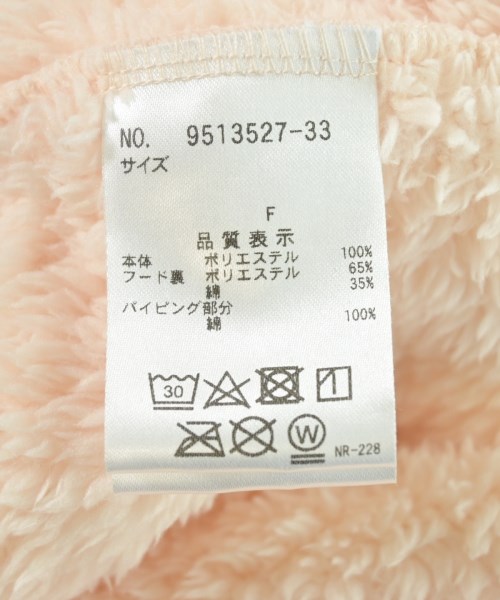 NO. 9513527-33
サイズ
F
品質表示
本体 ポリエステル 100%
フード裏 ポリエステル 65%
綿 35%
パイピング部分
綿 100%
30
W
NR-228